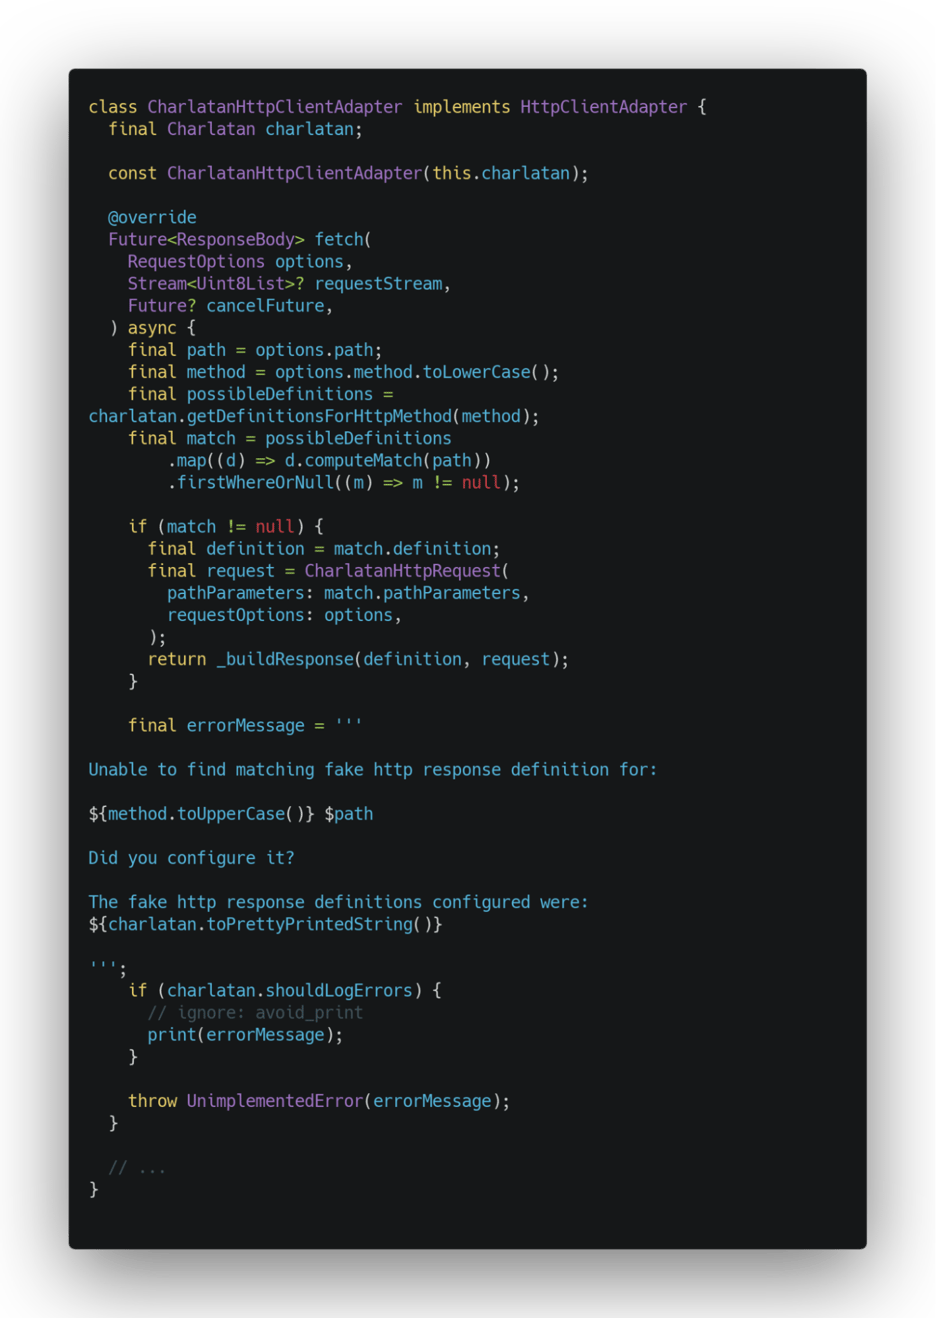 class CharlatanHttpClientAdapter implements HttpClientAdapter {
  final Charlatan charlatan;

  const CharlatanHttpClientAdapter(this.charlatan);

  @override
  Future<ResponseBody> fetch(
    RequestOptions options,
    Stream<Uint8List>? requestStream,
    Future? cancelFuture,
  ) async {
    final path = options.path;
    final method = options.method.toLowerCase();
    final possibleDefinitions =
charlatan.getDefinitionsForHttpMethod(method);
    final match = possibleDefinitions
        .map((d) => d.computeMatch(path))
        .firstWhereOrNull((m) => m != null);

    if (match != null) {
      final definition = match.definition;
      final request = CharlatanHttpRequest(
        pathParameters: match.pathParameters,
        requestOptions: options,
      );
      return _buildResponse(definition, request);
    }

    final errorMessage = '''

Unable to find matching fake http response definition for:

${method.toUpperCase()} $path

Did you configure it?

The fake http response definitions configured were:
${charlatan.toPrettyPrintedString()}

''';
    if (charlatan.shouldLogErrors) {
      // ignore: avoid_print
      print(errorMessage);
    }

    throw UnimplementedError(errorMessage);
  }

  // ...
}